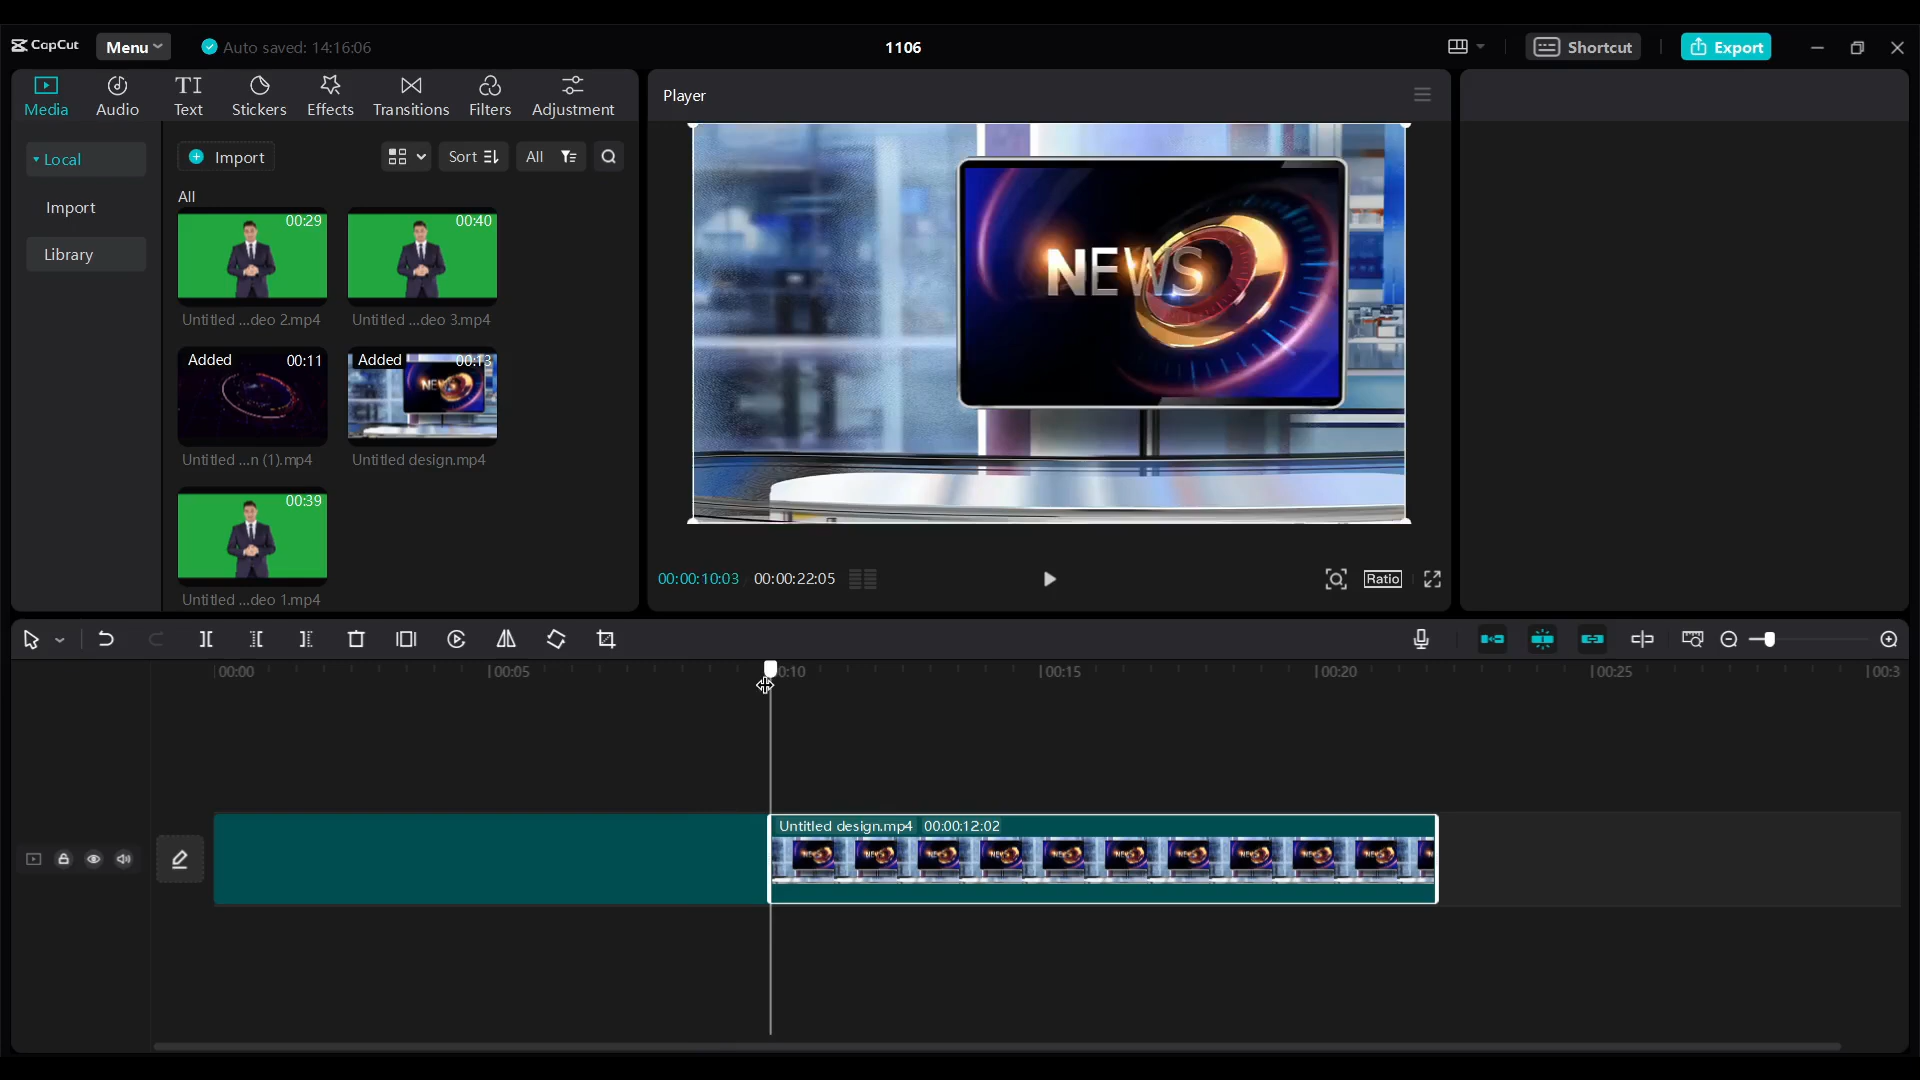 CapCut
Menu
Auto saved: 14:16:06
1106
Shortcut
Export
Media
Audio
Text
Stickers
Effects
Transitions
Filters
Adjustment
Local
Import
Library
Import
Sort
All
All
00:29
Untitled ...deo 2.mp4
00:40
Untitled ...deo 3.mp4
Added
00:11
Untitled ...n (1).mp4
Added
00:13
NEWS
Untitled design.mp4
00:39
Untitled ...deo 1.mp4
Player
NEWS
00:00:10:03
00:00:22:05
Ratio
00:00
00:05
0:10
00:15
00:20
00:25
00:3
Untitled design.mp4 00:00:12:02